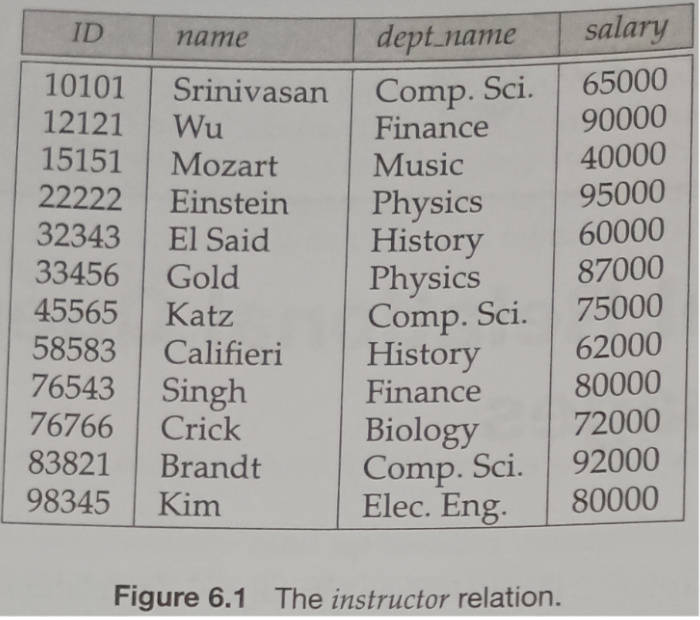 ID name dept_name salary
10101 Srinivasan Comp. Sci. 65000
12121 Wu Finance 90000
15151 Mozart Music 40000
22222 Einstein Physics 95000
32343 El Said History 60000
33456 Gold Physics 87000
45565 Katz Comp. Sci. 75000
58583 Califieri History 62000
76543 Singh Finance 80000
76766 Crick Biology 72000
83821 Brandt Comp. Sci. 92000
98345 Kim Elec. Eng. 80000
Figure 6.1 The instructor relation.